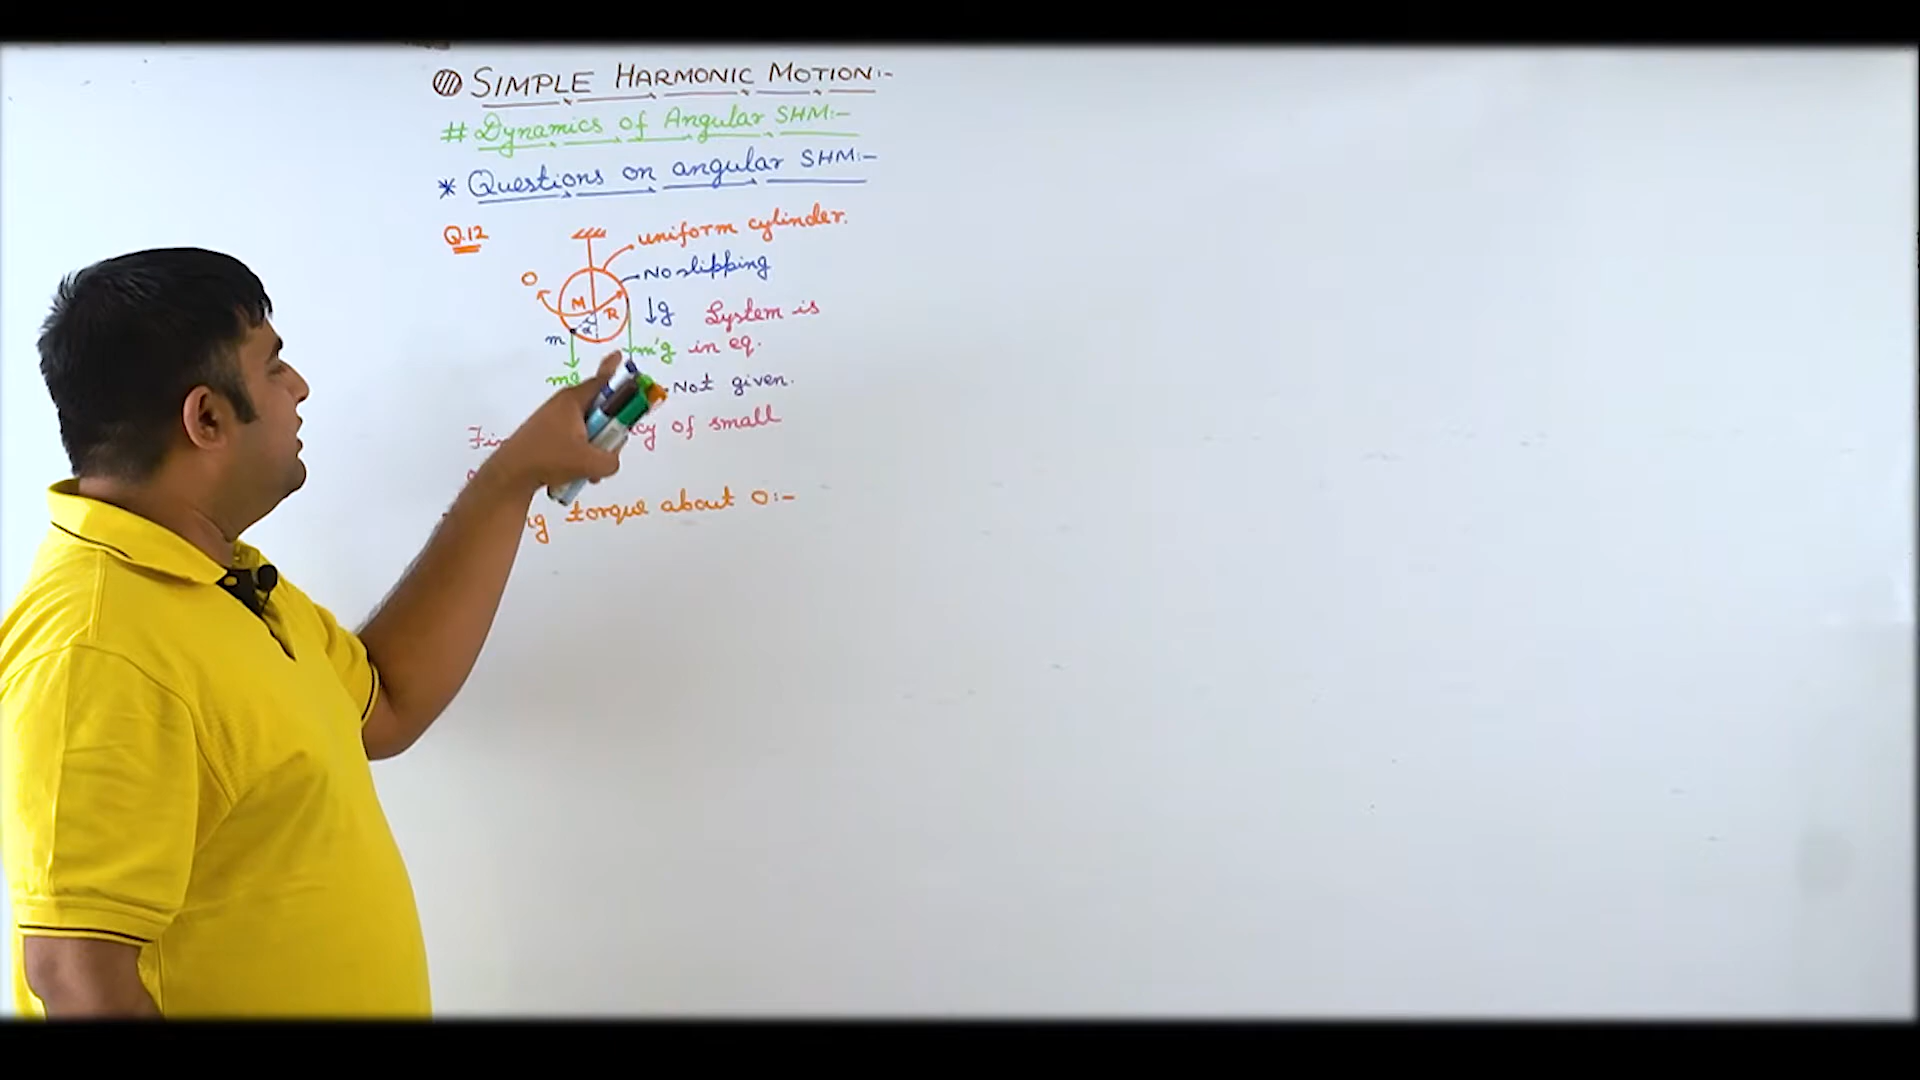 SIMPLE HARMONIC MOTION:-
# Dynamics of Angular SHM:-
* Questions on angular SHM:-
Q.12
uniform cylinder.
No slipping
O
M
R
α
m
↓g System is
m'g in eq.
mg
Not given.
of small
torque about O:-